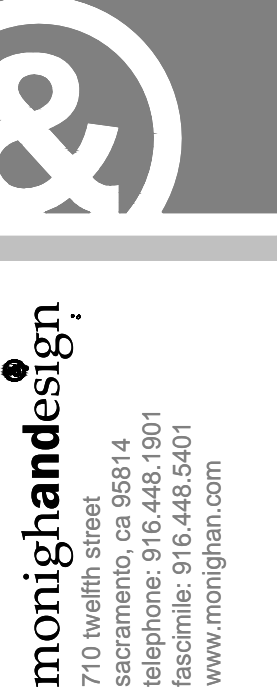 &
monighandesign
710 twelfth street
sacramento, ca 95814
telephone: 916.448.1901
fascimile: 916.448.5401
www.monighan.com